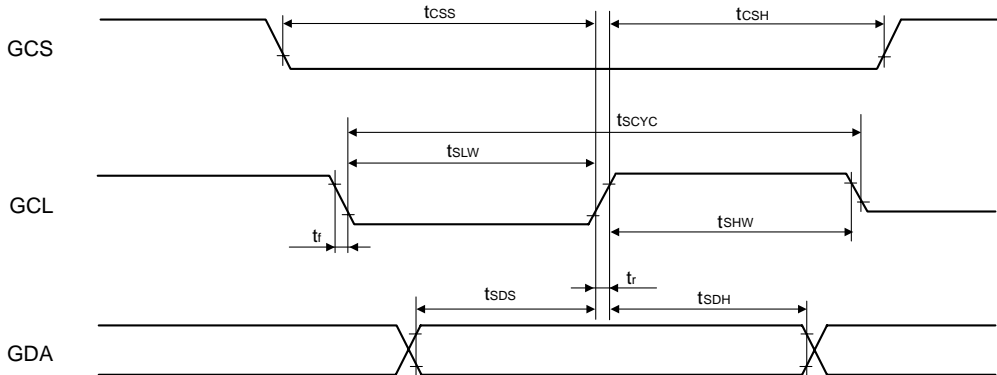 tCSS
tCSH
GCS
tSCYC
tSLW
GCL
tSHW
tf
tr
tSDS
tSDH
GDA